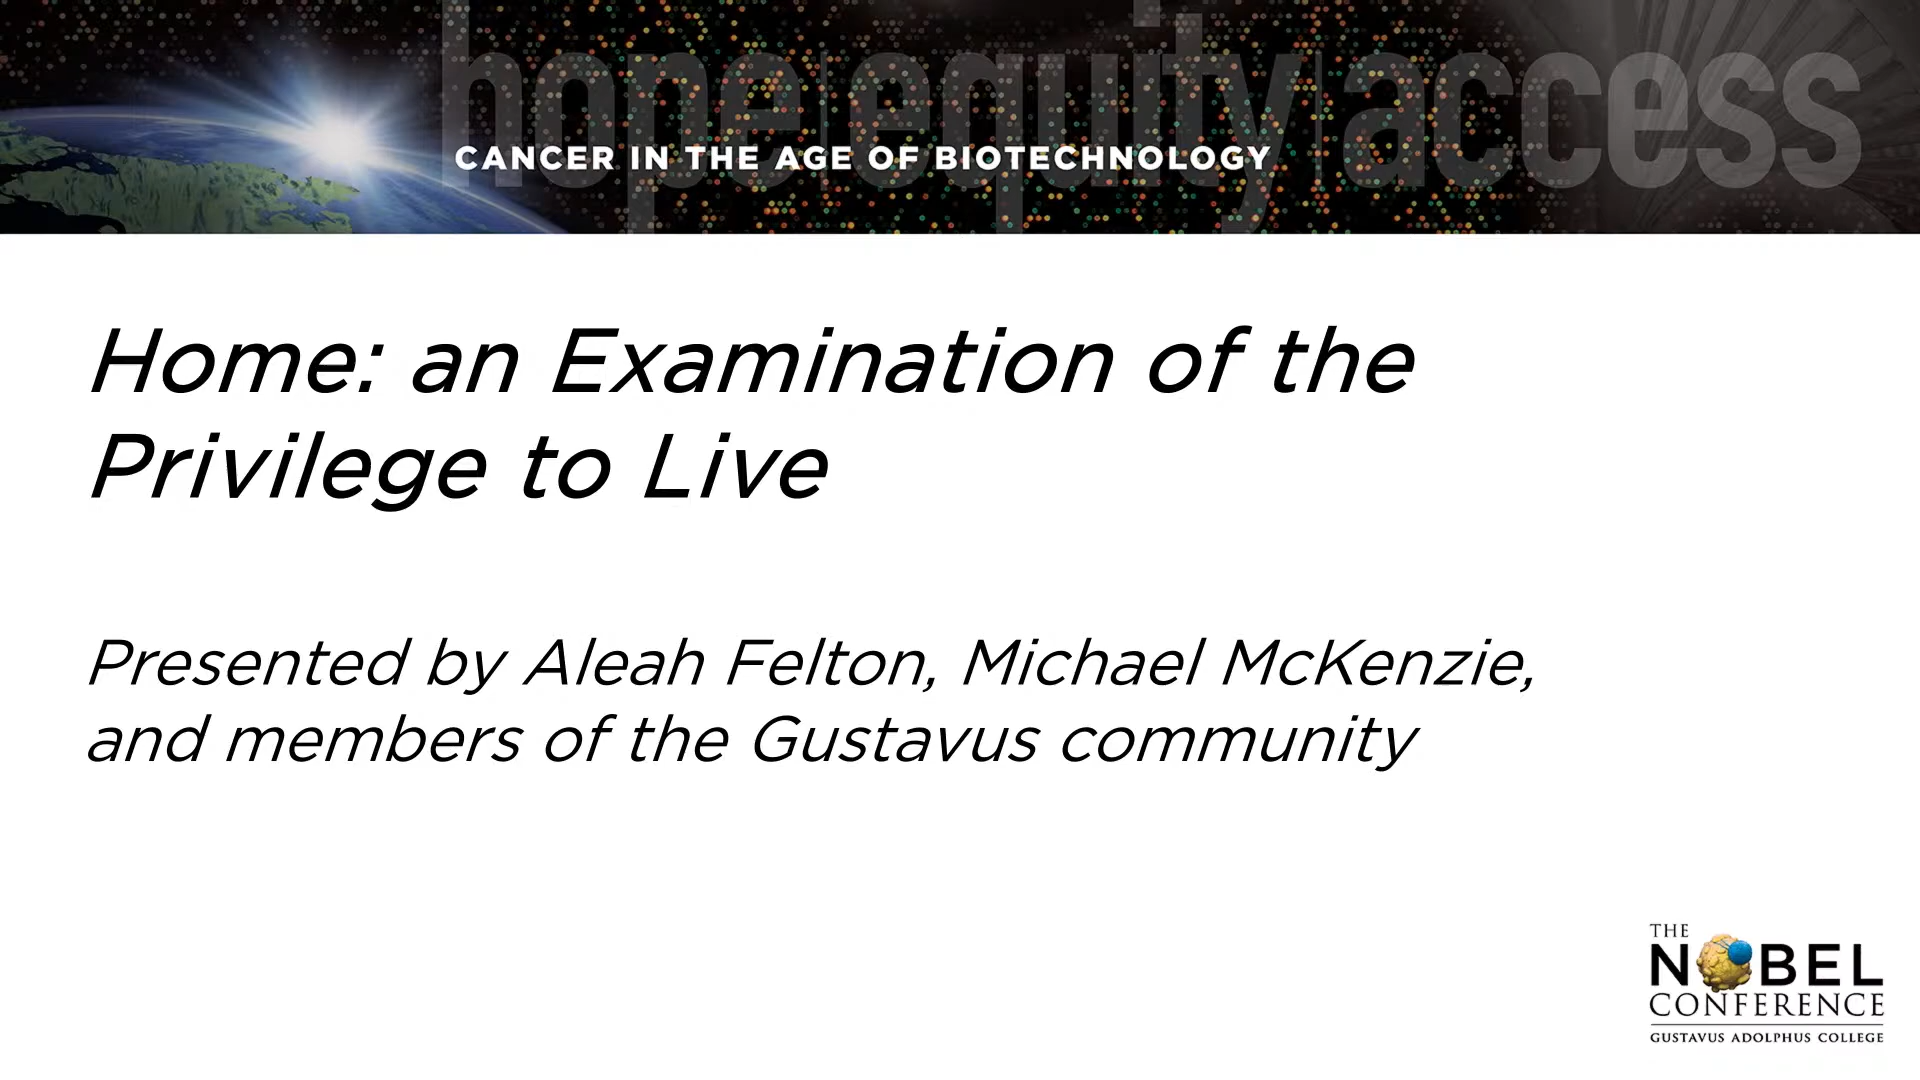 hope|equity|access
CANCER IN THE AGE OF BIOTECHNOLOGY
Home: an Examination of the
Privilege to Live
Presented by Aleah Felton, Michael McKenzie,
and members of the Gustavus community
THE
NOBEL
CONFERENCE
GUSTAVUS ADOLPHUS COLLEGE